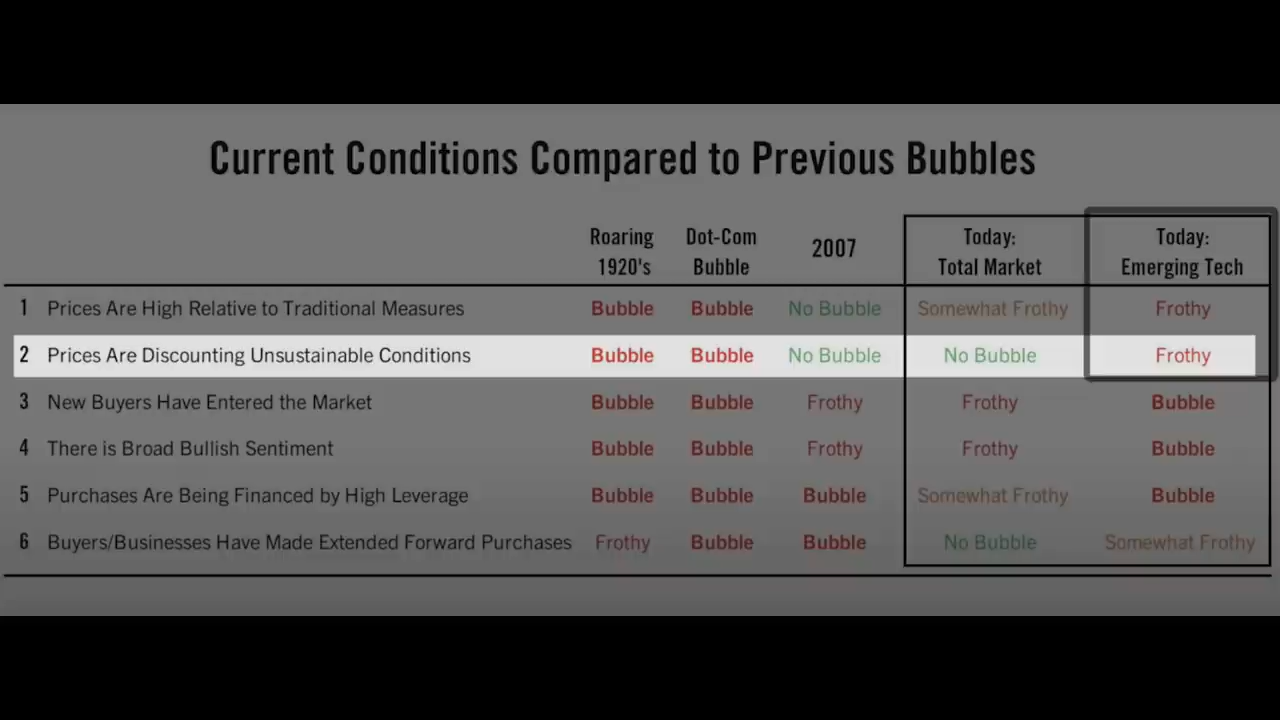 Current Conditions Compared to Previous Bubbles
Roaring 1920's Dot-Com Bubble 2007 Today: Total Market Today: Emerging Tech
1 Prices Are High Relative to Traditional Measures Bubble Bubble No Bubble Somewhat Frothy Frothy
2 Prices Are Discounting Unsustainable Conditions Bubble Bubble No Bubble No Bubble Frothy
3 New Buyers Have Entered the Market Bubble Bubble Frothy Frothy Bubble
4 There is Broad Bullish Sentiment Bubble Bubble Frothy Frothy Bubble
5 Purchases Are Being Financed by High Leverage Bubble Bubble Bubble Somewhat Frothy Bubble
6 Buyers/Businesses Have Made Extended Forward Purchases Frothy Bubble Bubble No Bubble Somewhat Frothy